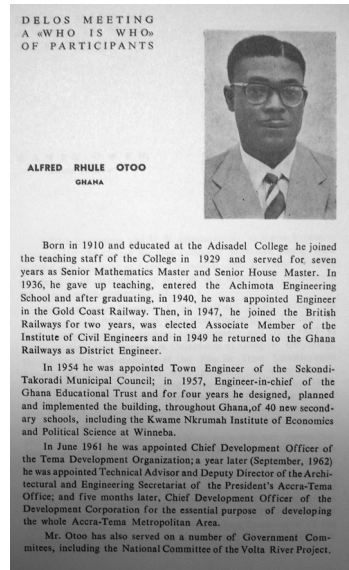 DELOS MEETING
A «WHO IS WHO»
OF PARTICIPANTS
ALFRED RHULE OTOO
GHANA
Born in 1910 and educated at the Adisadel College he joined
the teaching staff of the College in 1929 and served for seven
years as Senior Mathematics Master and Senior House Master. In
1936, he gave up teaching, entered the Achimota Engineering
School and after graduating, in 1940, he was appointed Engineer
in the Gold Coast Railway. Then, in 1947, he joined the British
Railways for two years, was elected Associate Member of the
Institute of Civil Engineers and in 1949 he returned to the Ghana
Railways as District Engineer.
In 1954 he was appointed Town Engineer of the Sekondi-
Takoradi Municipal Council; in 1957, Engineer-in-chief of the
Ghana Educational Trust and for four years he designed, planned
and implemented the building, throughout Ghana,of 40 new second-
ary schools, including the Kwame Nkrumah Institute of Economics
and Political Science at Winneba.
In June 1961 he was appointed Chief Development Officer of
the Tema Development Organization; a year later (September, 1962)
he was appointed Technical Advisor and Deputy Director of the Archi-
tectural and Engineering Secretariat of the President's Accra-Tema
Office; and five months later, Chief Development Officer of the
Development Corporation for the essential purpose of developing
the whole Accra-Tema Metropolitan Area.
Mr. Otoo has also served on a number of Government Com-
mitees, including the National Committee of the Volta River Project.